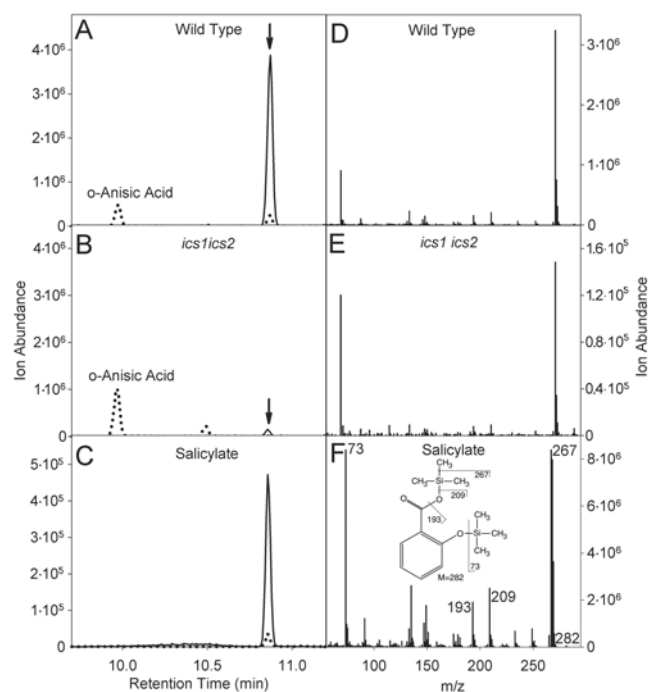 A
Wild Type
4·10⁶
3·10⁶
2·10⁶
1·10⁶
0
o-Anisic Acid
D
Wild Type
3·10⁶
2·10⁶
1·10⁶
0
B
ics1ics2
4·10⁶
3·10⁶
2·10⁶
1·10⁶
0
o-Anisic Acid
E
ics1 ics2
1.6·10⁵
1.2·10⁵
0.8·10⁵
0.4·10⁵
0
Ion Abundance
Ion Abundance
C
Salicylate
5·10⁵
4·10⁵
3·10⁵
2·10⁵
1·10⁵
0
10.0 10.5 11.0
Retention Time (min)
F
Salicylate
73
267
CH₃
CH₃ Si CH₃
267
209
O
O
193
CH₃
O Si CH₃
CH₃
73
M=282
193
209
282
8·10⁶
6·10⁶
4·10⁶
2·10⁶
0
100 150 200 250
m/z